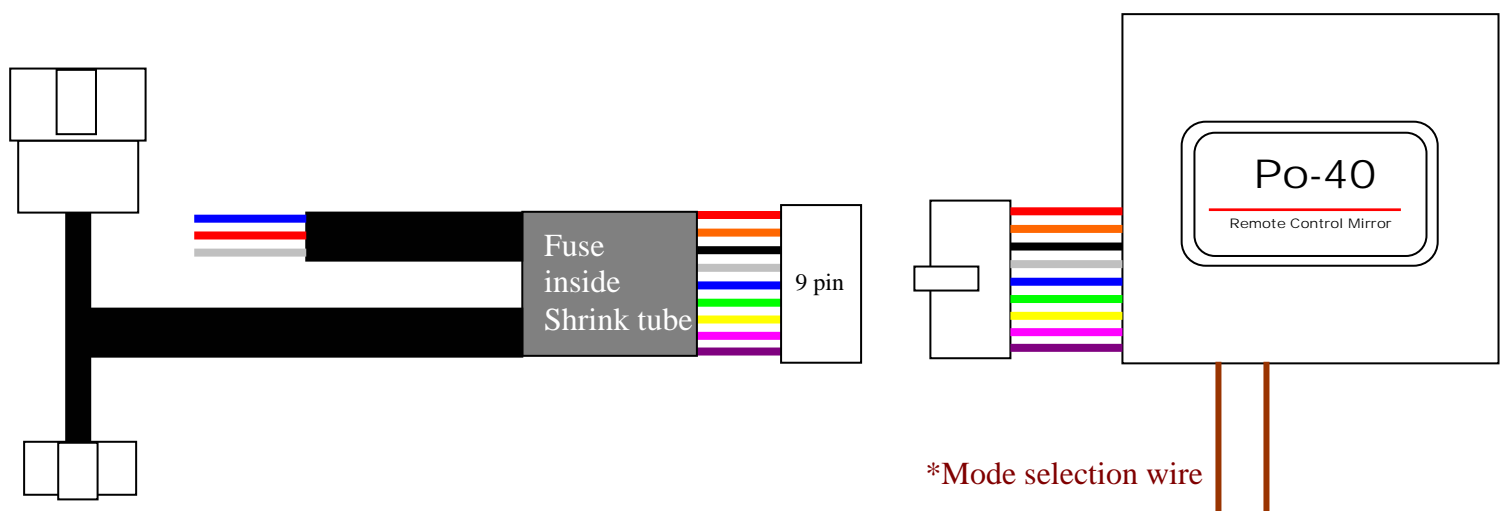 Po-40
Remote Control Mirror
Fuse
inside
Shrink tube
9 pin
*Mode selection wire